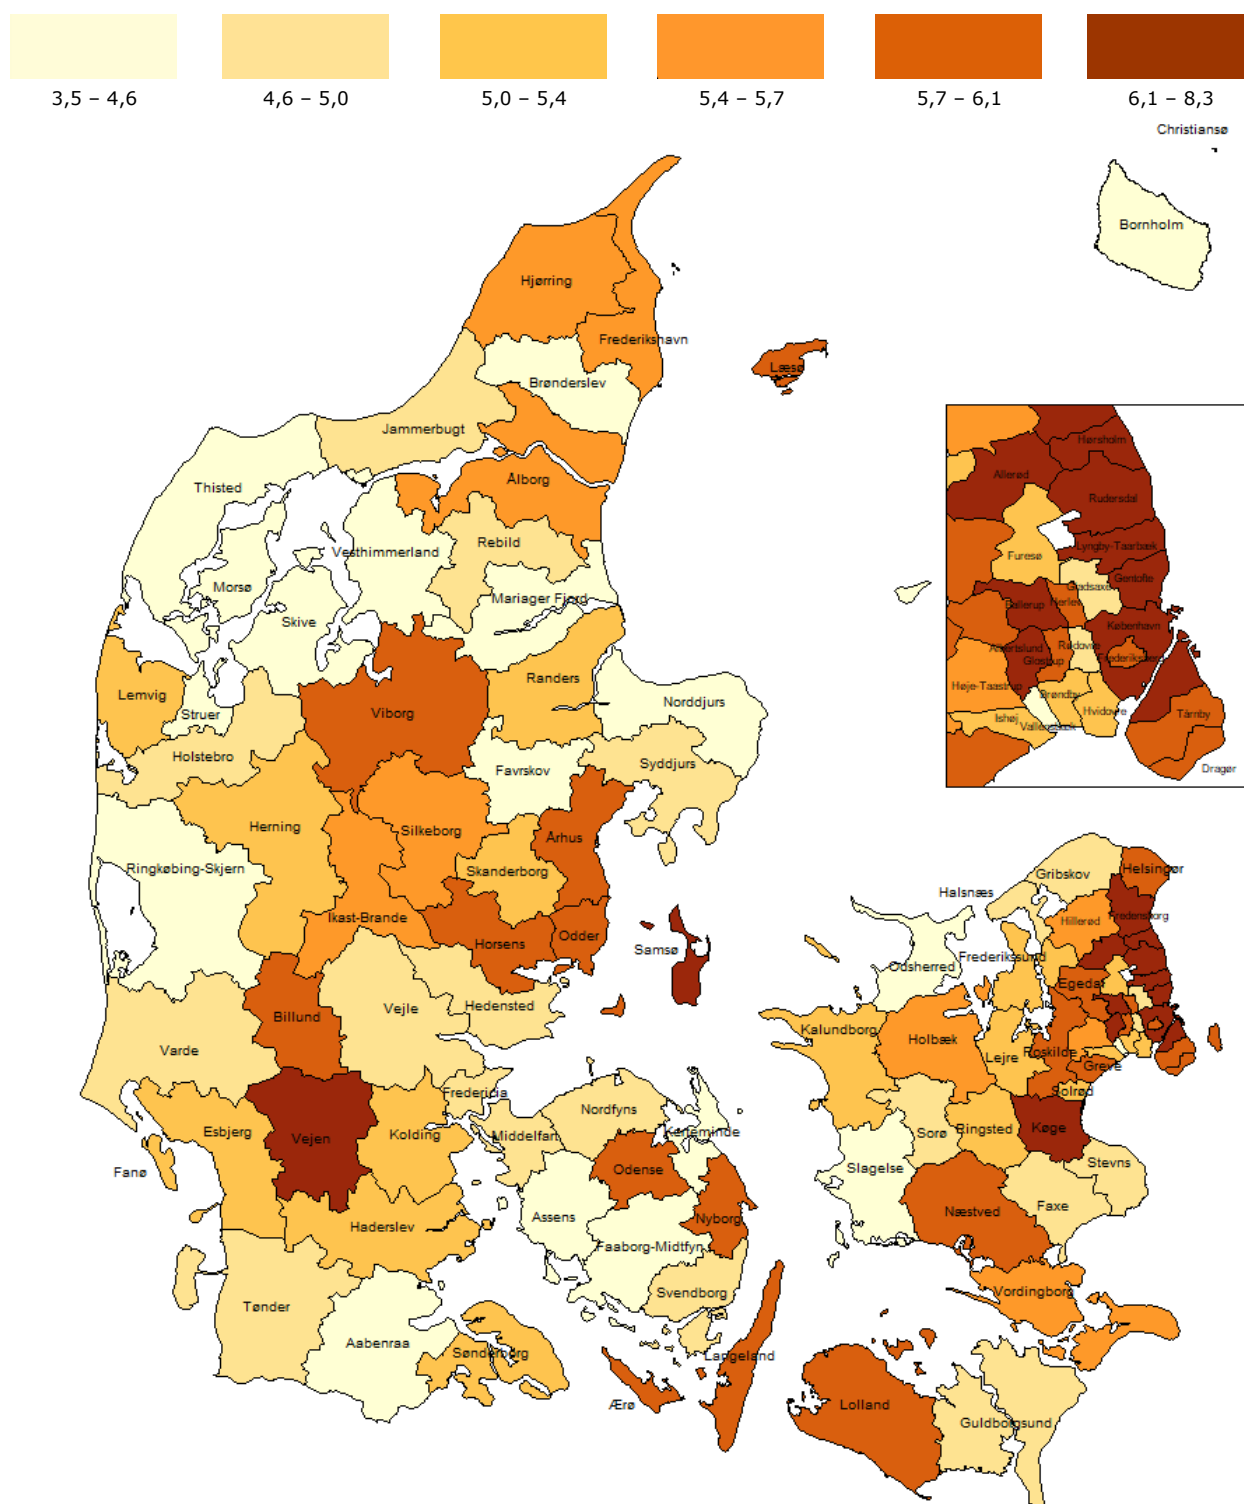 3,5 – 4,6
4,6 – 5,0
5,0 – 5,4
5,4 – 5,7
5,7 – 6,1
6,1 – 8,3
Christiansø
Bornholm
Hjørring
Frederikshavn
Læsø
Brønderslev
Jammerbugt
Ålborg
Thisted
Vesthimmerland
Rebild
Morsø
Mariager Fjord
Skive
Randers
Lemvig
Struer
Viborg
Norddjurs
Holstebro
Favrskov
Syddjurs
Herning
Silkeborg
Århus
Skanderborg
Ringkøbing-Skjern
Ikast-Brande
Horsens
Odder
Samsø
Billund
Vejle
Hedensted
Varde
Fredericia
Esbjerg
Vejen
Kolding
Fanø
Haderslev
Tønder
Aabenraa
Sønderborg
Nordfyns
Middelfart
Kerteminde
Odense
Assens
Nyborg
Faaborg-Midtfyn
Svendborg
Langeland
Ærø
Hørsholm
Allerød
Rudersdal
Furesø
Lyngby-Taarbæk
Gentofte
Gladsaxe
Ballerup
Herlev
København
Albertslund
Rødovre
Glostrup
Frederiksberg
Høje-Taastrup
Brøndby
Hvidovre
Ishøj
Vallensbæk
Tårnby
Dragør
Helsingør
Gribskov
Halsnæs
Hillerød
Fredensborg
Frederikssund
Odsherred
Egedal
Kalundborg
Holbæk
Lejre
Roskilde
Greve
Solrød
Sorø
Ringsted
Køge
Slagelse
Stevns
Næstved
Faxe
Vordingborg
Lolland
Guldborgsund